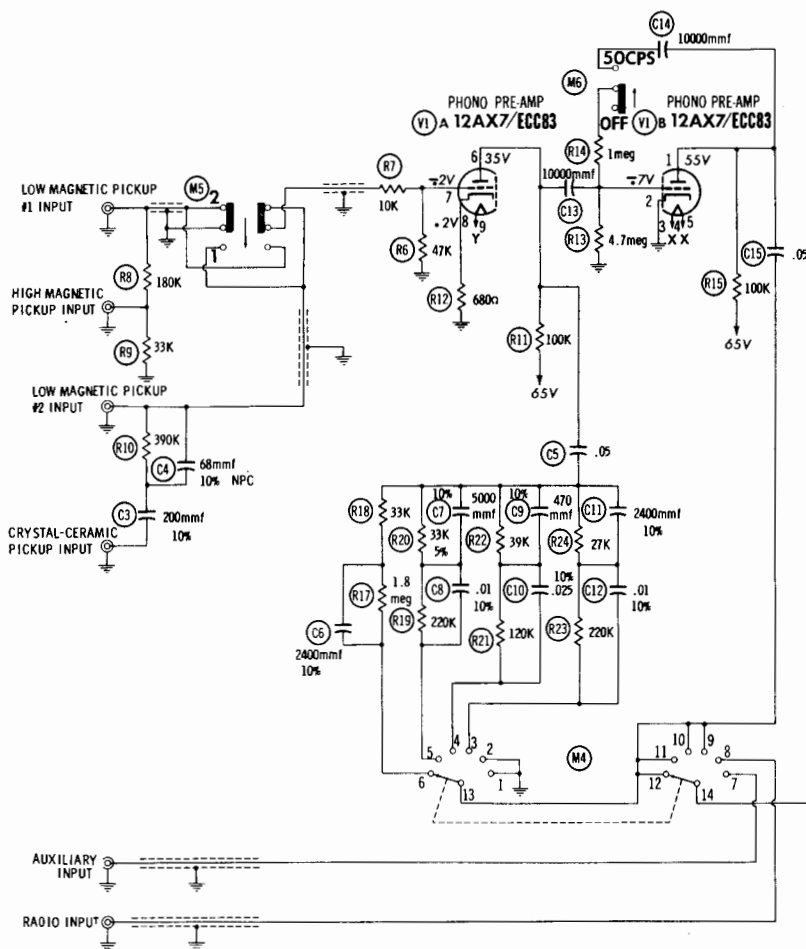 C14
10000mmf
50CPS
M6
OFF
PHONO PRE-AMP
V1 A 12AX7/ECC83
PHONO PRE-AMP
V1 B 12AX7/ECC83
R14
1meg
LOW MAGNETIC PICKUP
#1 INPUT
M5
2
1
R7
10K
-.2V
6
35V
7
.2V
8
9
Y
R6
47K
R12
680Ω
10000mmf
C13
-.7V
1
55V
2
3
4
5
X X
R13
4.7meg
C15
.05
R15
100K
65V
R8
180K
HIGH MAGNETIC
PICKUP INPUT
R9
33K
R11
100K
65V
LOW MAGNETIC PICKUP
#2 INPUT
R10
390K
C4
68mmf
10% NPC
C3
200mmf
10%
CRYSTAL-CERAMIC
PICKUP INPUT
C5
.05
R18
33K
R20
33K
5%
10%
C7
5000
mmf
R22
39K
10%
C9
470
mmf
C11
2400mmf
10%
R24
27K
R17
1.8
meg
C6
2400mmf
10%
R19
220K
C8
.01
10%
R21
120K
C10
10%
.025
R23
220K
C12
.01
10%
5
4
3
2
1
6
13
M4
10
9
11
8
12
7
14
AUXILIARY
INPUT
RADIO INPUT